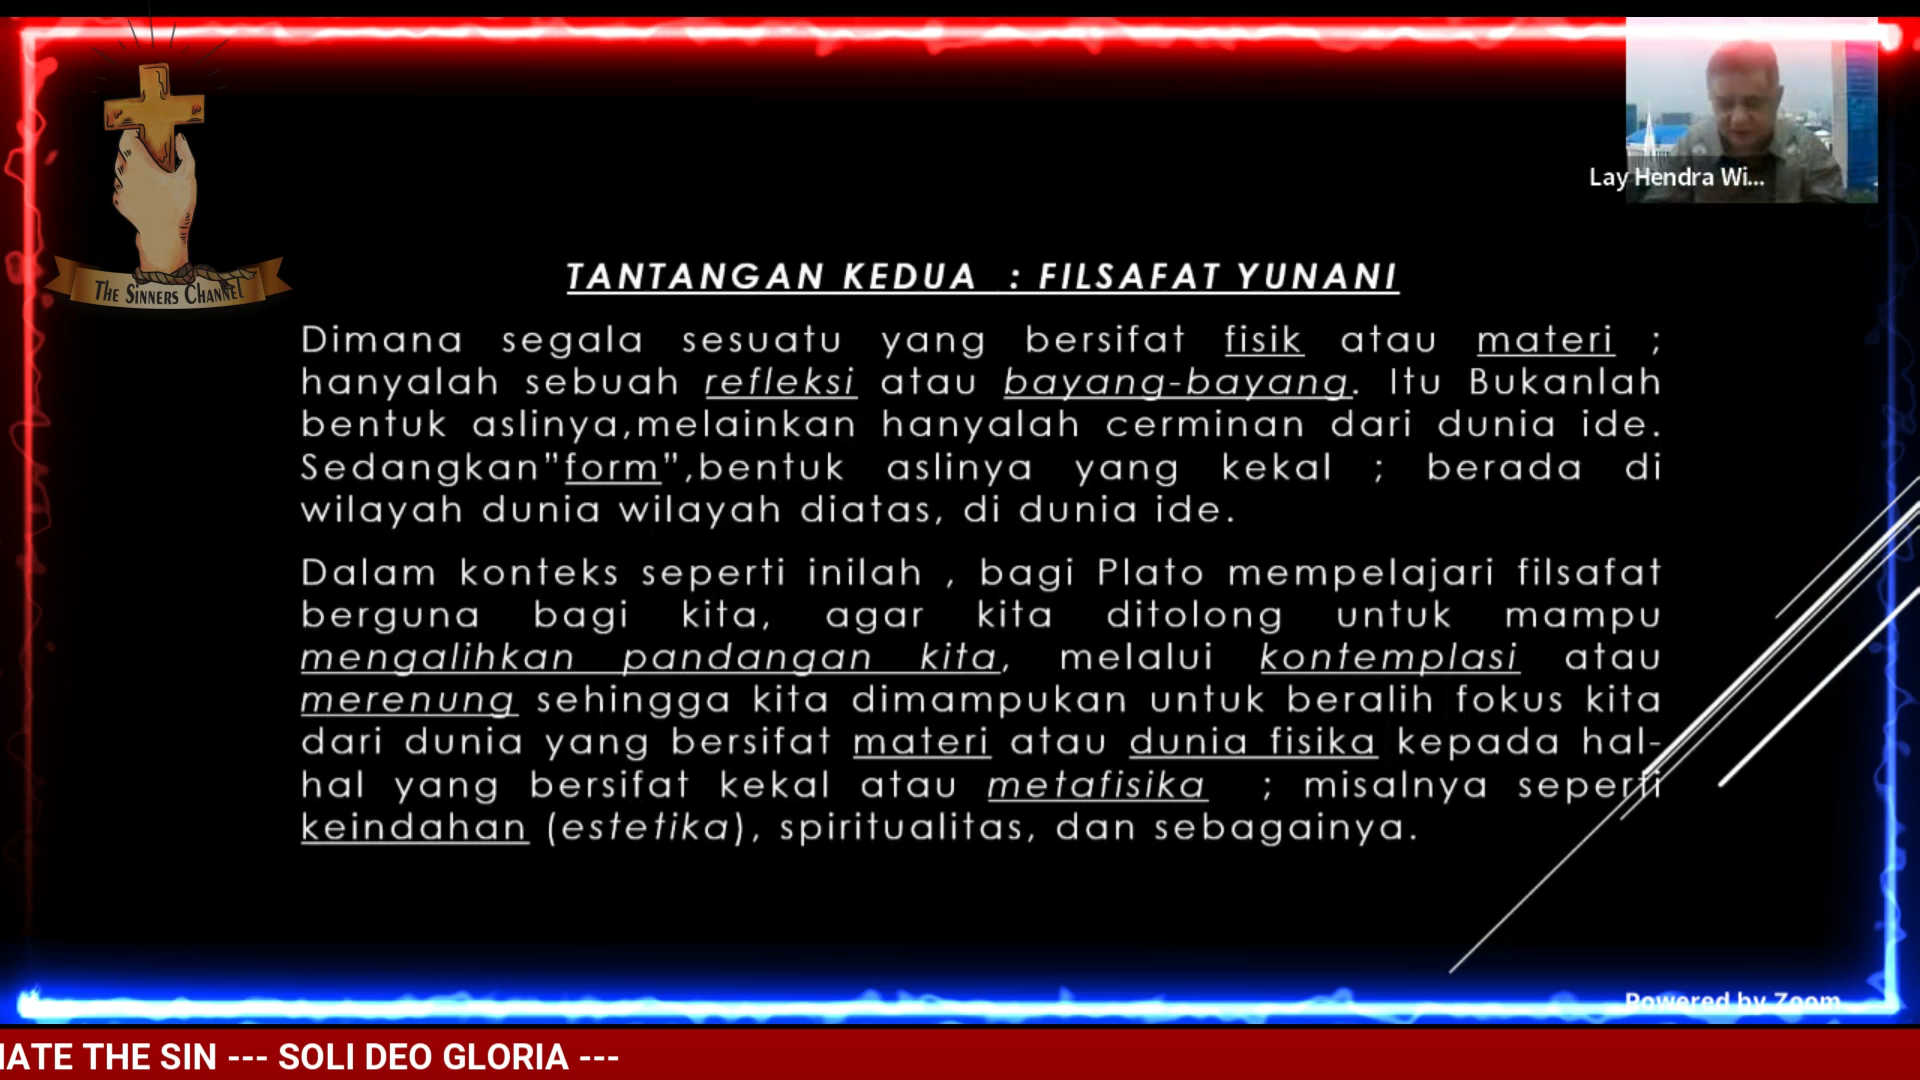 Lay Hendra Wi...
THE SINNERS CHANNEL
TANTANGAN KEDUA : FILSAFAT YUNANI
Dimana segala sesuatu yang bersifat fisik atau materi ;
hanyalah sebuah refleksi atau bayang-bayang. Itu Bukanlah
bentuk aslinya,melainkan hanyalah cerminan dari dunia ide.
Sedangkan"form",bentuk aslinya yang kekal ; berada di
wilayah dunia wilayah diatas, di dunia ide.
Dalam konteks seperti inilah , bagi Plato mempelajari filsafat
berguna bagi kita, agar kita ditolong untuk mampu
mengalihkan pandangan kita, melalui kontemplasi atau
merenung sehingga kita dimampukan untuk beralih fokus kita
dari dunia yang bersifat materi atau dunia fisika kepada hal-
hal yang bersifat kekal atau metafisika ; misalnya seperti
keindahan (estetika), spiritualitas, dan sebagainya.
Powered by Zoom
HATE THE SIN --- SOLI DEO GLORIA ---